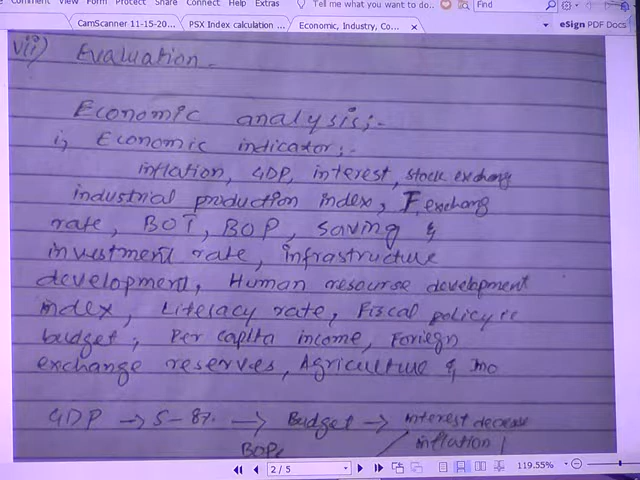 Comment View Form Protect Share Connect Help Extras Tell me what you want to do.. Find
CamScanner 11-15-20... PSX Index calculation ... Economic, Industry, Co... eSign PDF Docs
vii) Evaluation -
Economic analysis;-
i, Economic indicator:-
inflation, GDP, interest, stock exchang
industrial production index, F. exchang
rate, BOT, BOP, saving &
investment rate, infrastructure
development, Human resourse development
index, Literacy rate, Fiscal policy
budget, Per capita income, Foriegn
exchange reserves, Agriculture & mo
GDP → 5 - 8%. → Budget → interest decrease
BOP inflation
2 / 5 119.55%